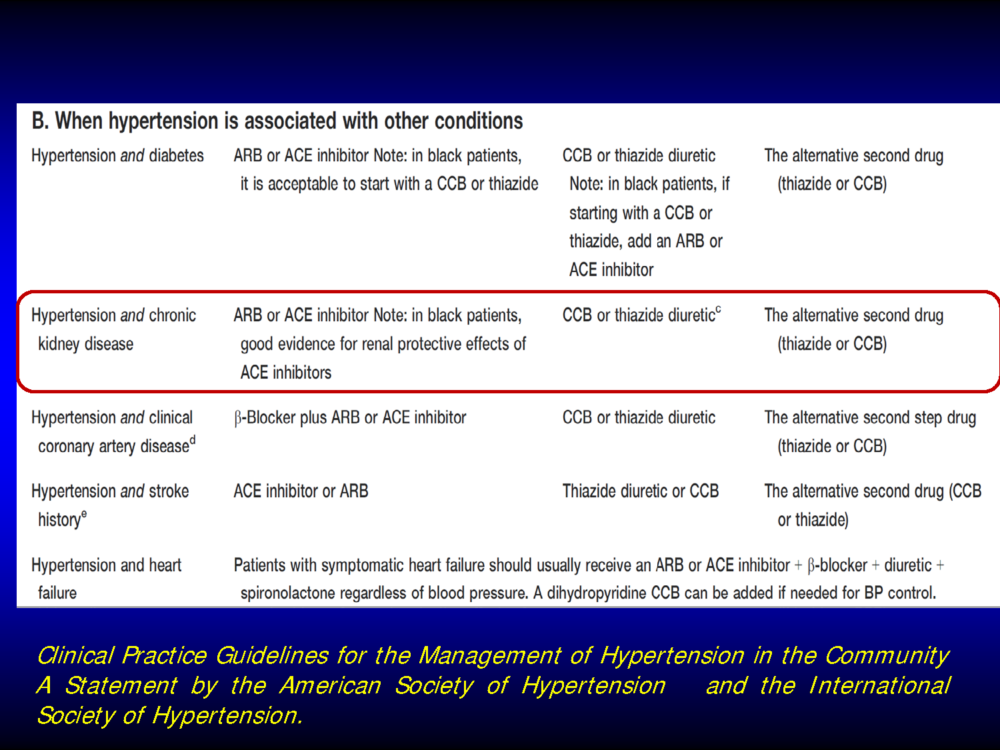 B. When hypertension is associated with other conditions
Hypertension and diabetes
ARB or ACE inhibitor Note: in black patients,
it is acceptable to start with a CCB or thiazide
CCB or thiazide diuretic
Note: in black patients, if
starting with a CCB or
thiazide, add an ARB or
ACE inhibitor
The alternative second drug
(thiazide or CCB)
Hypertension and chronic
kidney disease
ARB or ACE inhibitor Note: in black patients,
good evidence for renal protective effects of
ACE inhibitors
CCB or thiazide diureticc
The alternative second drug
(thiazide or CCB)
Hypertension and clinical
coronary artery diseased
β-Blocker plus ARB or ACE inhibitor
CCB or thiazide diuretic
The alternative second step drug
(thiazide or CCB)
Hypertension and stroke
historye
ACE inhibitor or ARB
Thiazide diuretic or CCB
The alternative second drug (CCB
or thiazide)
Hypertension and heart
failure
Patients with symptomatic heart failure should usually receive an ARB or ACE inhibitor + β-blocker + diuretic +
spironolactone regardless of blood pressure. A dihydropyridine CCB can be added if needed for BP control.
Clinical Practice Guidelines for the Management of Hypertension in the Community
A Statement by the American Society of Hypertension and the International
Society of Hypertension.